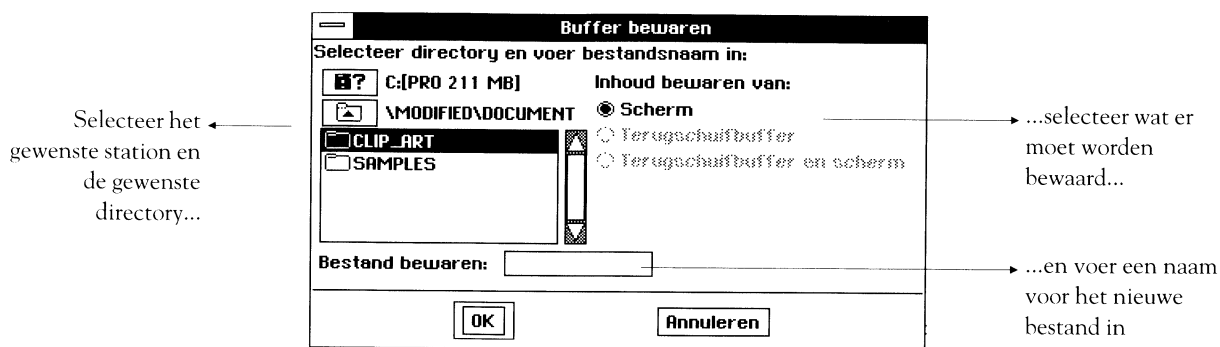 Buffer bewaren
Selecteer directory en voer bestandsnaam in:
? C:[PRO 211 MB]
\MODIFIED\DOCUMENT
CLIP_ART
SAMPLES
Inhoud bewaren van:
Scherm
Terugschuifbuffer
Terugschuifbuffer en scherm
Bestand bewaren:
OK
Annuleren
Selecteer het
gewenste station en
de gewenste
directory...
...selecteer wat er
moet worden
bewaard...
...en voer een naam
voor het nieuwe
bestand in